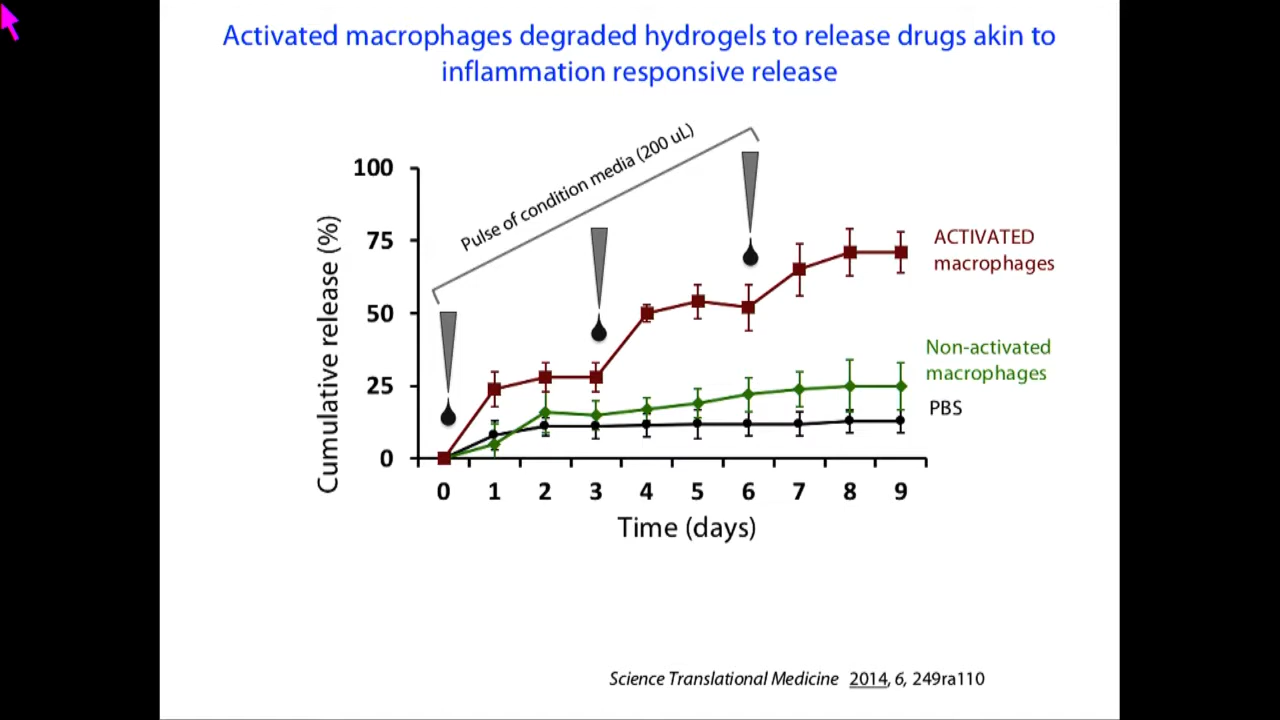 Activated macrophages degraded hydrogels to release drugs akin to
inflammation responsive release
Pulse of condition media (200 uL)
100
75
50
25
0
Cumulative release (%)
ACTIVATED
macrophages
Non-activated
macrophages
PBS
0 1 2 3 4 5 6 7 8 9
Time (days)
Science Translational Medicine 2014, 6, 249ra110